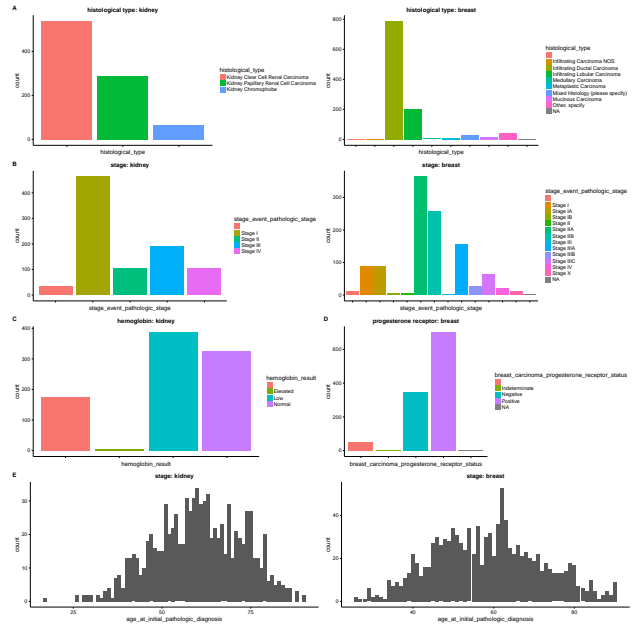 A
histological type: kidney
count
400
200
0
histological_type
histological_type
Kidney Clear Cell Renal Carcinoma
Kidney Papillary Renal Cell Carcinoma
Kidney Chromophobe
histological type: breast
count
800
600
400
200
0
histological_type
histological_type
Infiltrating Carcinoma NOS
Infiltrating Ductal Carcinoma
Infiltrating Lobular Carcinoma
Medullary Carcinoma
Metaplastic Carcinoma
Mixed Histology (please specify)
Mucinous Carcinoma
Other, specify
NA
B
stage: kidney
count
400
300
200
100
0
stage_event_pathologic_stage
stage_event_pathologic_stage
Stage I
Stage II
Stage III
Stage IV
stage: breast
count
300
200
100
0
stage_event_pathologic_stage
stage_event_pathologic_stage
Stage I
Stage IA
Stage IB
Stage II
Stage IIA
Stage IIB
Stage III
Stage IIIA
Stage IIIB
Stage IIIC
Stage IV
Stage X
NA
C
hemoglobin: kidney
count
400
300
200
100
0
hemoglobin_result
hemoglobin_result
Elevated
Low
Normal
D
progesterone receptor: breast
count
600
400
200
0
breast_carcinoma_progesterone_receptor_status
breast_carcinoma_progesterone_receptor_status
Indeterminate
Negative
Positive
NA
E
stage: kidney
count
30
20
10
0
25
50
75
age_at_initial_pathologic_diagnosis
stage: breast
count
40
20
0
40
60
80
age_at_initial_pathologic_diagnosis